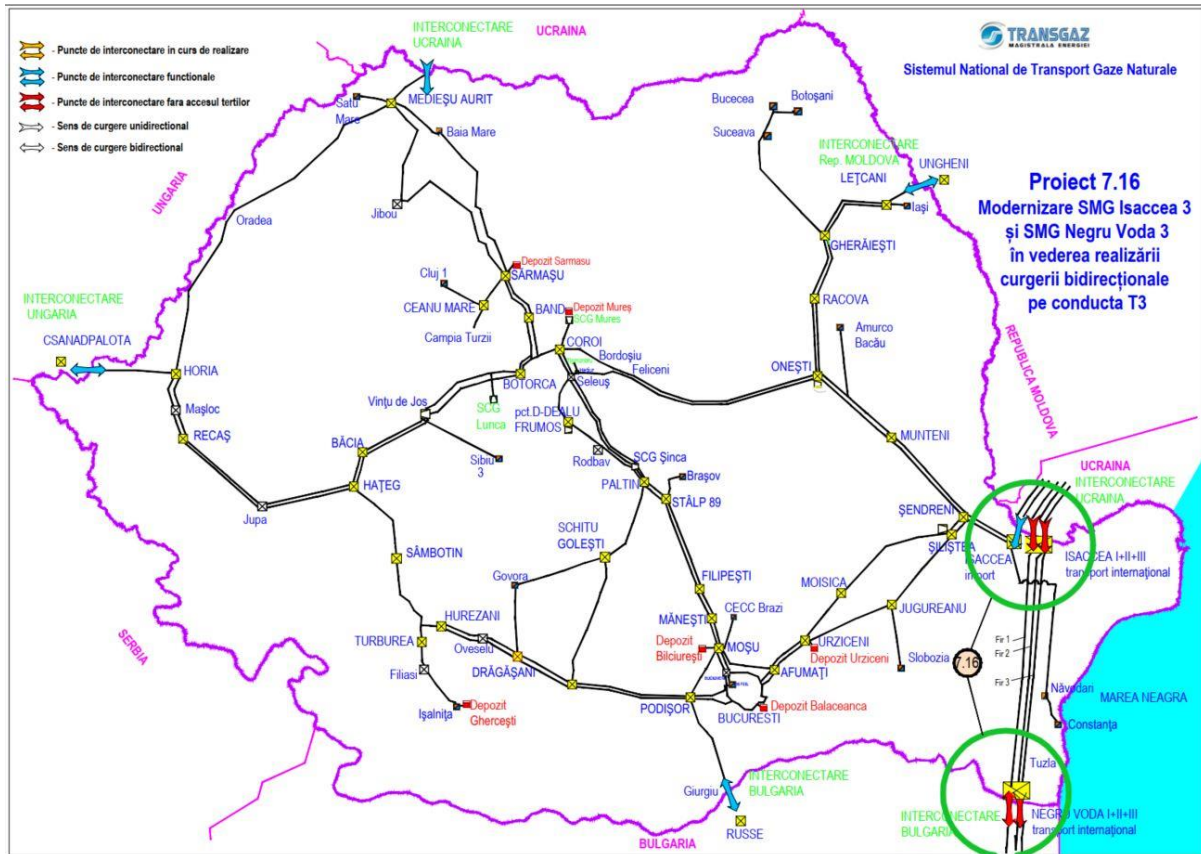 INTERCONECTARE
UCRAINA
UCRAINA
TRANSGAZ
MAGISTRALA ENERGIEI
Sistemul National de Transport Gaze Naturale
- Puncte de interconectare in curs de realizare
- Puncte de interconectare functionale
- Puncte de interconectare fara accesul tertilor
- Sens de curgere unidirectional
- Sens de curgere bidirectional
Proiect 7.16
Modernizare SMG Isaccea 3
și SMG Negru Voda 3
în vederea realizării
curgerii bidirecționale
pe conducta T3
MEDIEŞU AURIT
Satu
Mare
Baia Mare
Bucecea
Botoşani
Suceava
INTERCONECTARE
Rep. MOLDOVA
UNGHENI
LEŢCANI
Iaşi
UNGARIA
Oradea
Jibou
GHERĂIEŞTI
Depozit Sarmasu
SĂRMAŞU
Cluj 1
CEANU MARE
Campia Turzii
BAND
Depozit Mureş
SCG Mures
COROI
RACOVA
Amurco
Bacău
REPUBLICA MOLDOVA
INTERCONECTARE
UNGARIA
CSANADPALOTA
HORIA
Maşloc
RECAŞ
Bordoşiu
Feliceni
ONEŞTI
BOTORCA
Seleuş
Vinţu de Jos
SCG
Lunca
pct.D-DEALU
FRUMOS
BĂCIA
Sibiu
3
Rodbav
SCG Şinca
MUNTENI
HAŢEG
PALTIN
Braşov
STÂLP 89
Jupa
UCRAINA
INTERCONECTARE
UCRAINA
ŞENDRENI
SILIŞTEA
ISACCEA
import
ISACCEA I+II+III
transport internaţional
SCHITU
GOLEŞTI
SÂMBOTIN
Govora
FILIPEŞTI
MOISICA
JUGUREANU
HUREZANI
MĂNEŞTI
CECC Brazi
TURBUREA
Oveselu
MOŞU
Depozit
Bilciureşti
URZICENI
Depozit Urziceni
Slobozia
Fir 1
Fir 2
Fir 3
7.16
SERBIA
DRĂGĂŞANI
Filiasi
AFUMAŢI
Năvodari
MAREA NEAGRA
Işalniţa
Depozit
Gherceşti
PODIŞOR
BUCURESTI
Depozit Balaceanca
Constanţa
Tuzla
Giurgiu
INTERCONECTARE
BULGARIA
RUSSE
BULGARIA
INTERCONECTARE
BULGARIA
NEGRU VODA I+II+III
transport internaţional